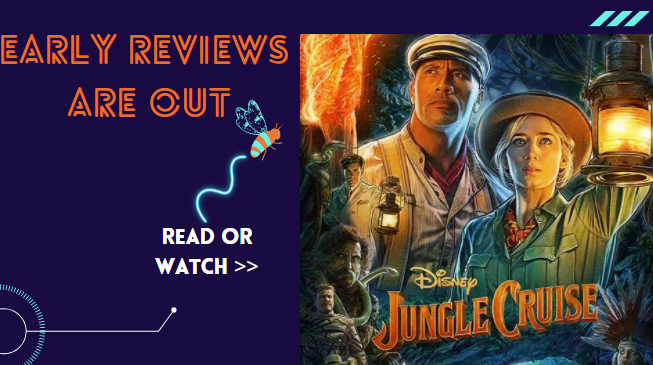 EARLY REVIEWS
ARE OUT
READ OR
WATCH >>
Disney
JUNGLE CRUISE